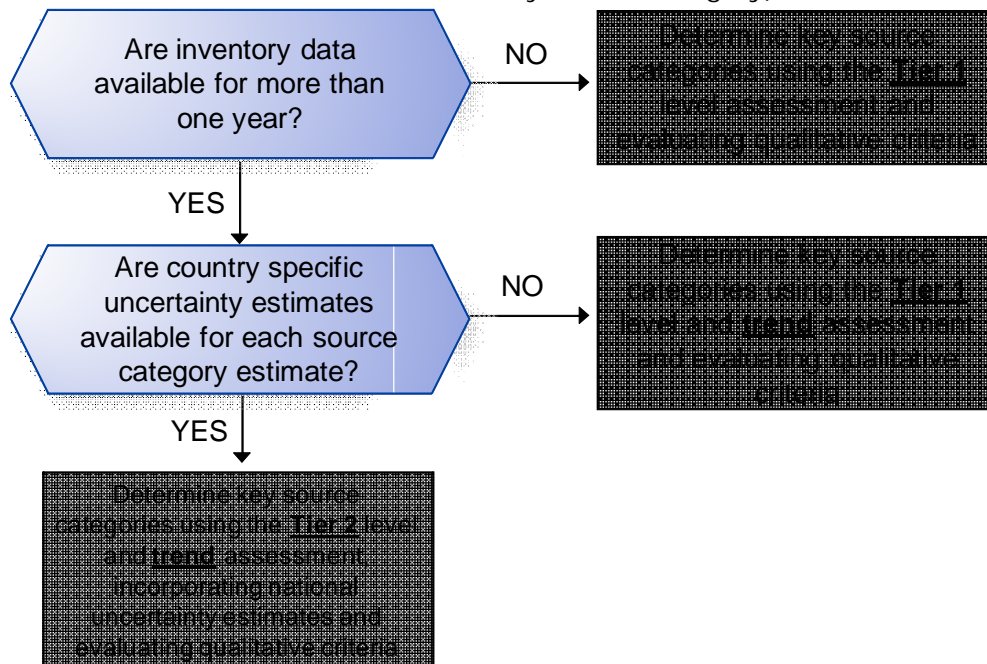 Are inventory data
available for more than
one year?
NO
Determine key source
categories using the Tier 1
level assessment and
evaluating qualitative criteria
YES
Are country specific
uncertainty estimates
available for each source
category estimate?
NO
Determine key source
categories using the Tier 1
level and trend assessment
and evaluating qualitative
criteria
YES
Determine key source
categories using the Tier 2 level
and trend assessment,
incorporating national
uncertainty estimates and
evaluating qualitative criteria